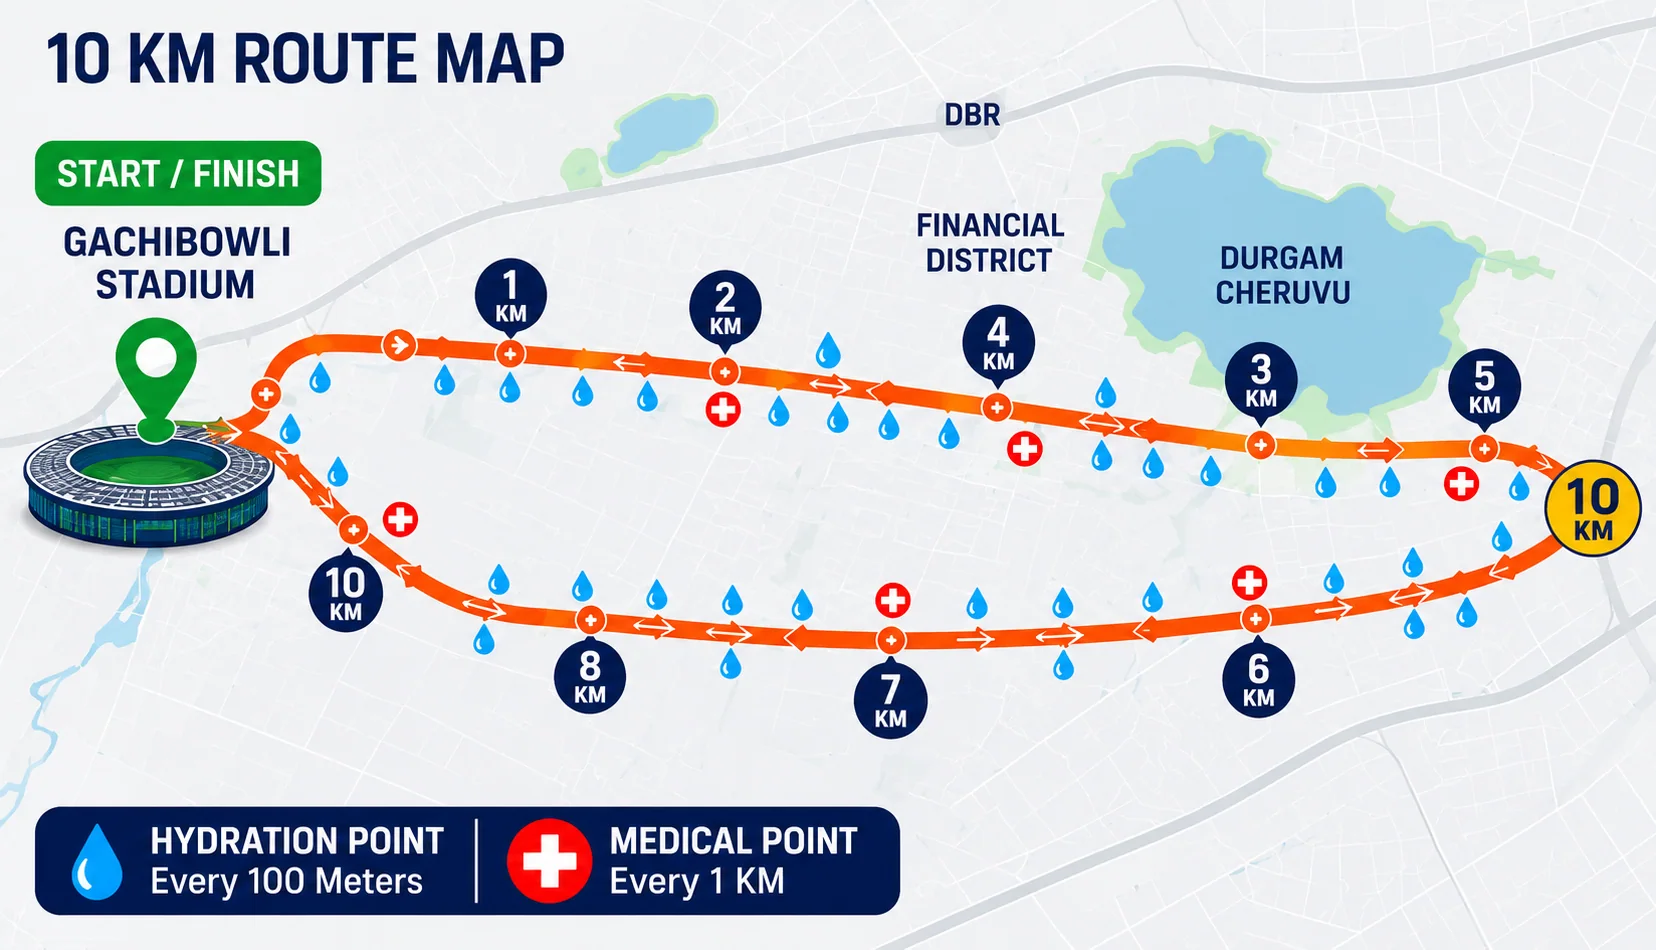 10 KM ROUTE MAP
START / FINISH
GACHIBOWLI
STADIUM
DBR
FINANCIAL
DISTRICT
DURGAM
CHERUVU
1
KM
2
KM
4
KM
3
KM
5
KM
10
KM
10
KM
8
KM
7
KM
6
KM
HYDRATION POINT
Every 100 Meters
MEDICAL POINT
Every 1 KM